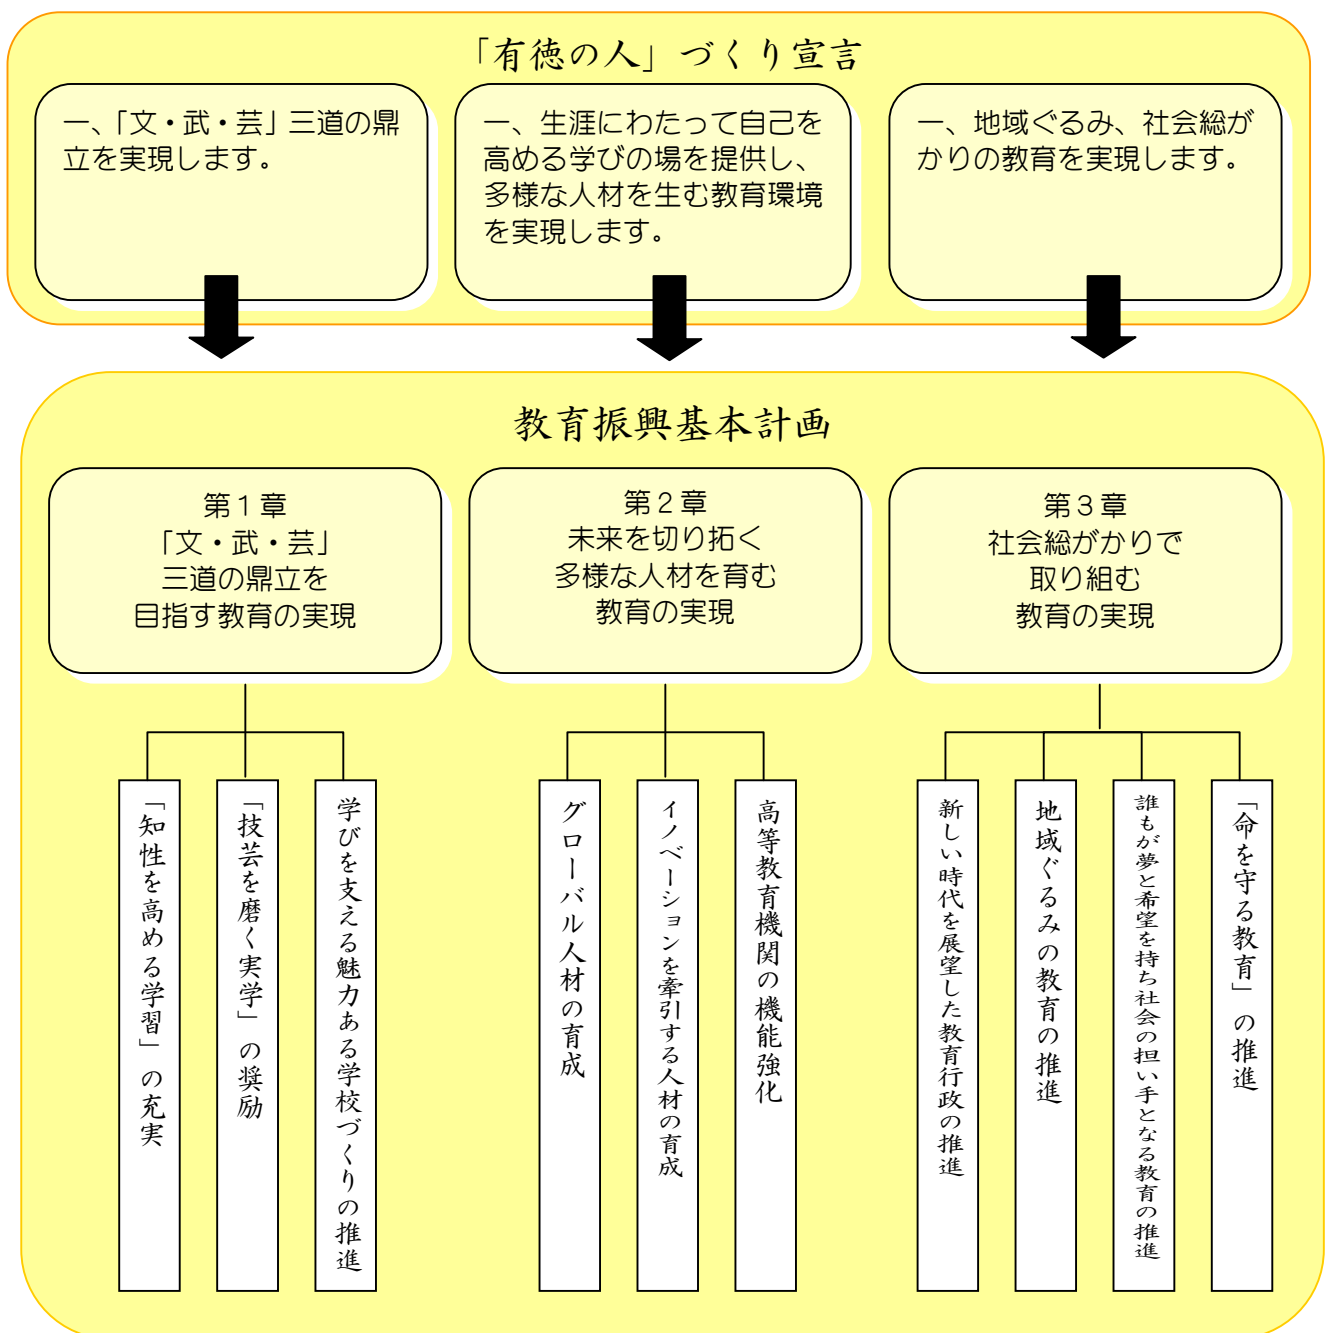 「有徳の人」づくり宣言
一、「文・武・芸」三道の鼎
立を実現します。
一、生涯にわたって自己を
高める学びの場を提供し、
多様な人材を生む教育環境
を実現します。
一、地域ぐるみ、社会総が
かりの教育を実現します。
教育振興基本計画
第１章
「文・武・芸」
三道の鼎立を
目指す教育の実現
第２章
未来を切り拓く
多様な人材を育む
教育の実現
第３章
社会総がかりで
取り組む
教育の実現
「知性を高める学習」の充実
「技芸を磨く実学」の奨励
学びを支える魅力ある学校づくりの推進
グローバル人材の育成
イノベーションを牽引する人材の育成
高等教育機関の機能強化
新しい時代を展望した教育行政の推進
地域ぐるみの教育の推進
誰もが夢と希望を持ち社会の担い手となる教育の推進
「命を守る教育」の推進